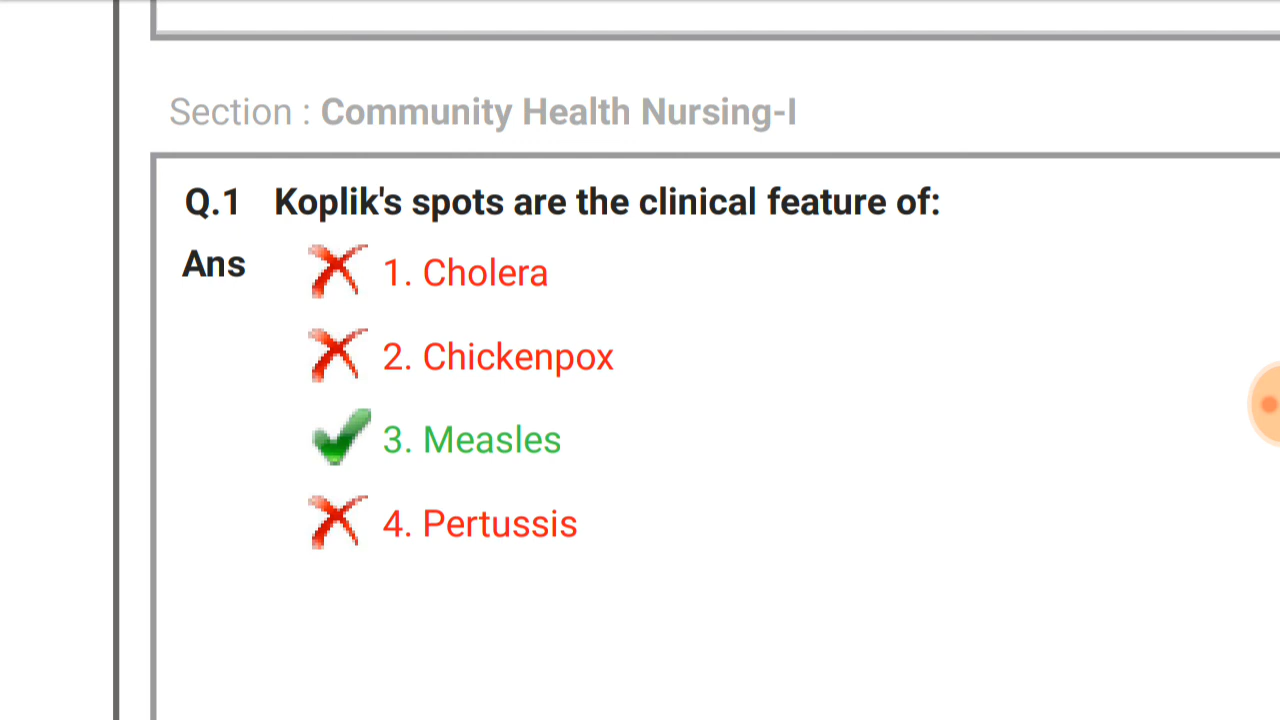 Section : Community Health Nursing-I
Q.1 Koplik's spots are the clinical feature of:
Ans 1. Cholera
2. Chickenpox
3. Measles
4. Pertussis